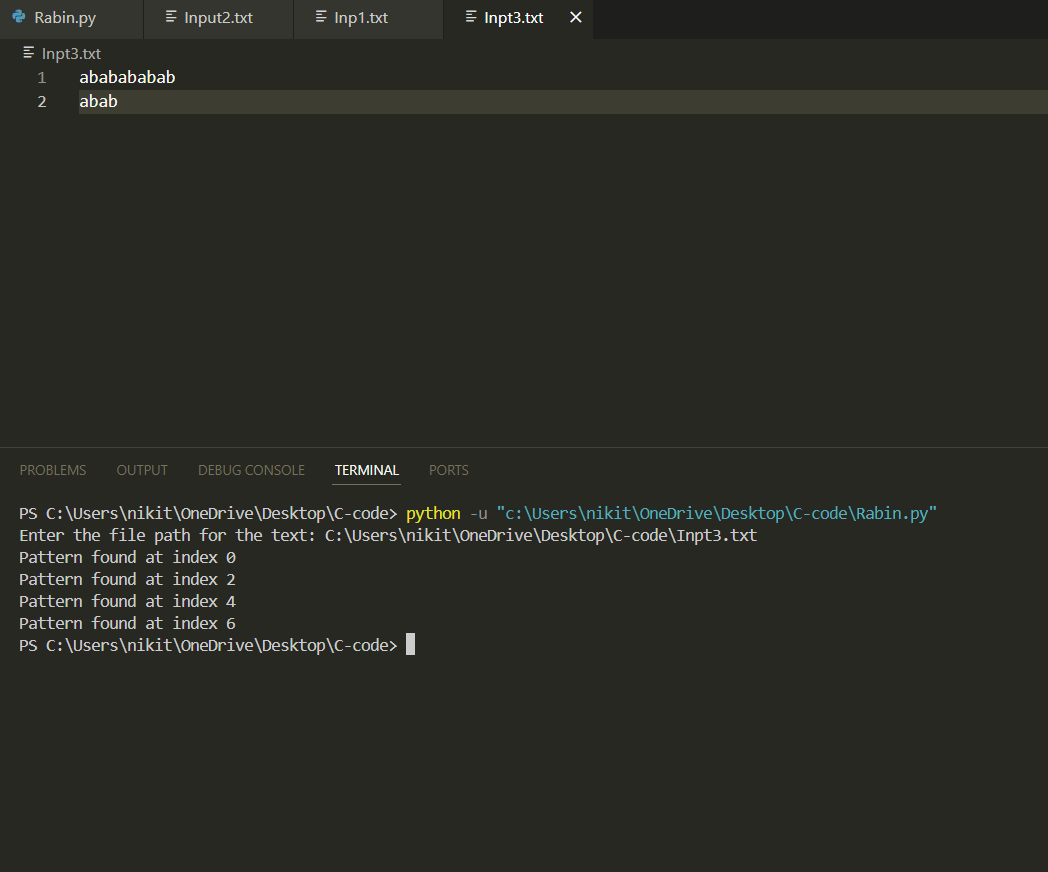 Rabin.py Input2.txt Inp1.txt Inpt3.txt
Inpt3.txt
1 ababababab
2 abab
PROBLEMS OUTPUT DEBUG CONSOLE TERMINAL PORTS
PS C:\Users\nikit\OneDrive\Desktop\C-code> python -u "c:\Users\nikit\OneDrive\Desktop\C-code\Rabin.py"
Enter the file path for the text: C:\Users\nikit\OneDrive\Desktop\C-code\Inpt3.txt
Pattern found at index 0
Pattern found at index 2
Pattern found at index 4
Pattern found at index 6
PS C:\Users\nikit\OneDrive\Desktop\C-code>